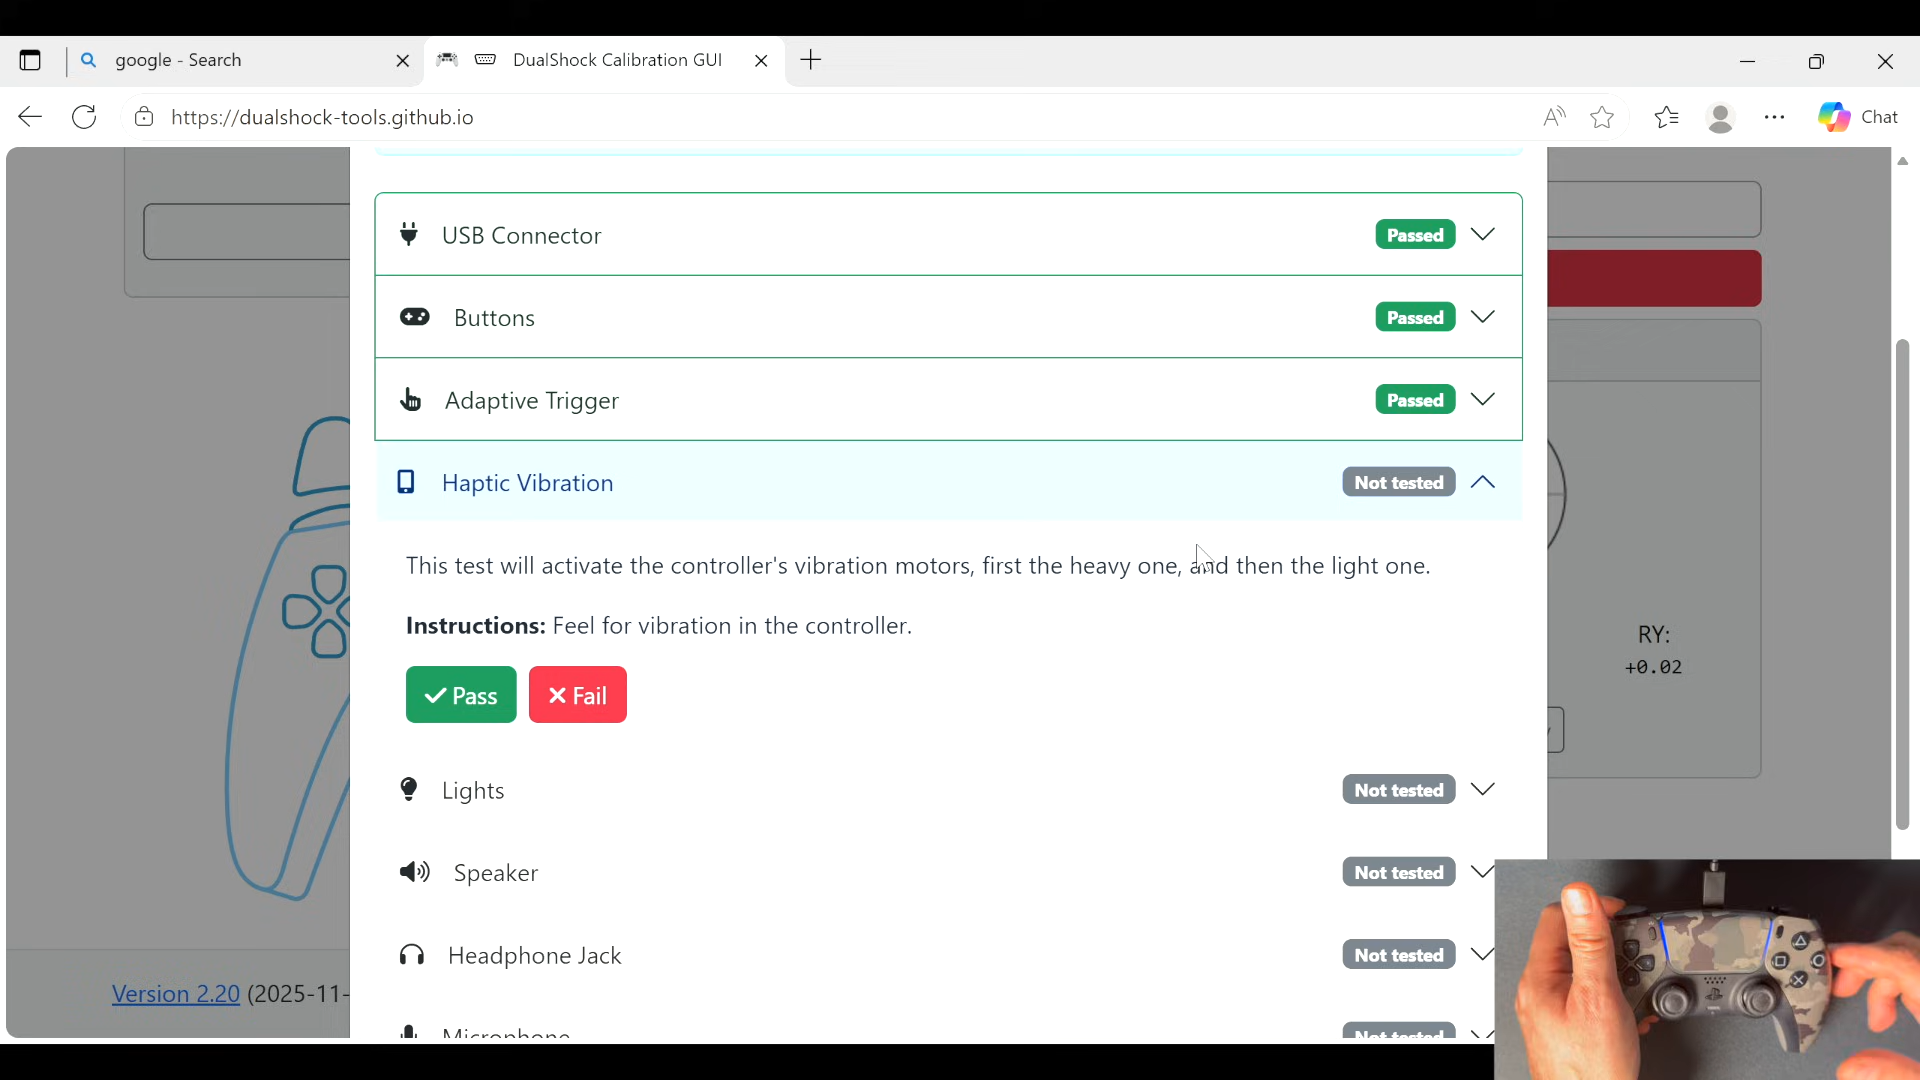 google - Search
DualShock Calibration GUI
https://dualshock-tools.github.io
Chat
USB Connector
Passed
Buttons
Passed
Adaptive Trigger
Passed
Haptic Vibration
Not tested
This test will activate the controller's vibration motors, first the heavy one, and then the light one.
Instructions: Feel for vibration in the controller.
Pass
Fail
RY:
+0.02
Lights
Not tested
Speaker
Not tested
Headphone Jack
Not tested
Version 2.20 (2025-11-
Microphone
Not tested